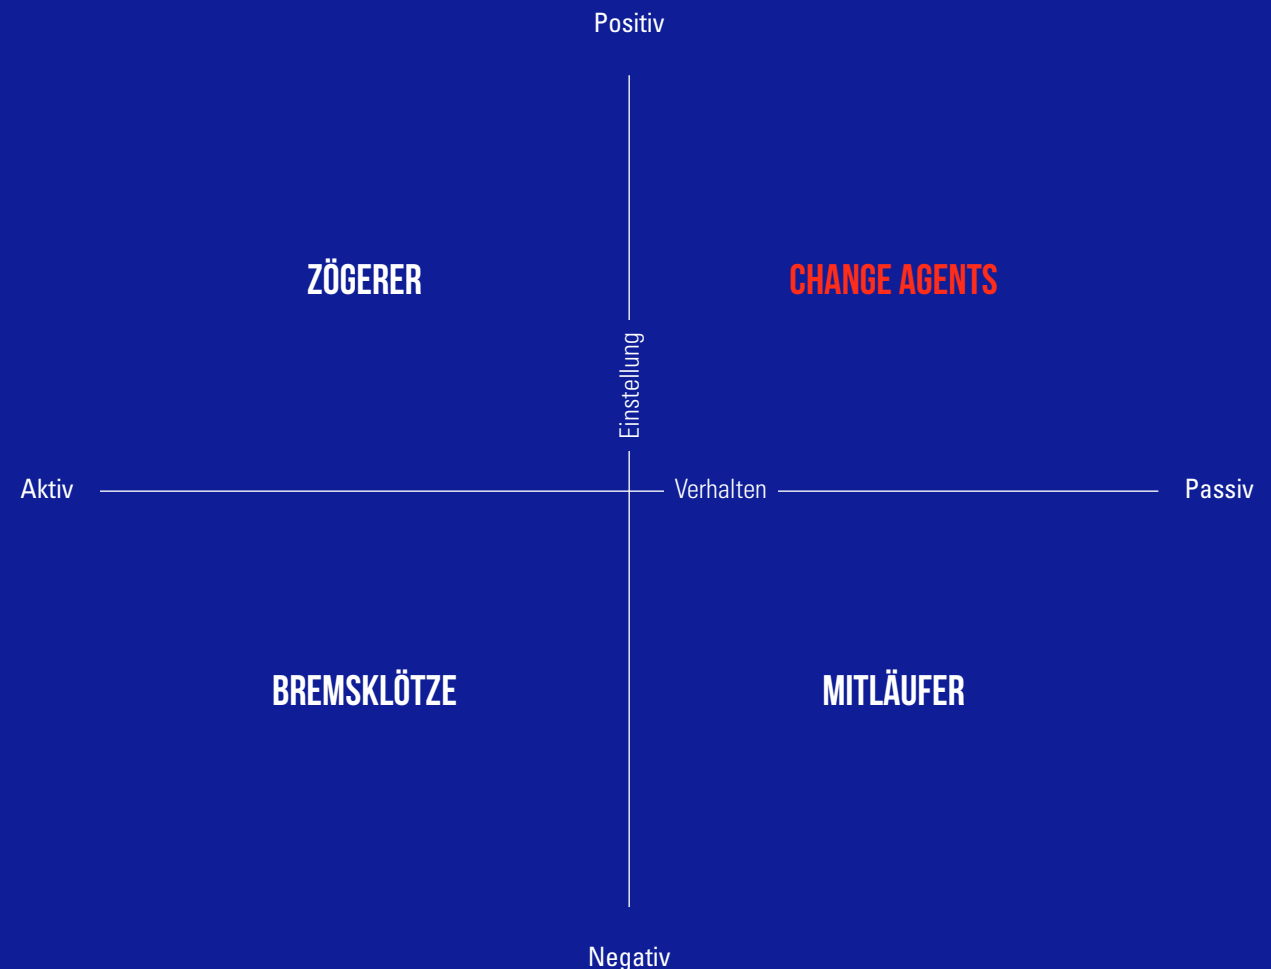 Positiv
ZÖGERER
CHANGE AGENTS
Einstellung
Aktiv
Verhalten
Passiv
BREMSKLÖTZE
MITLÄUFER
Negativ